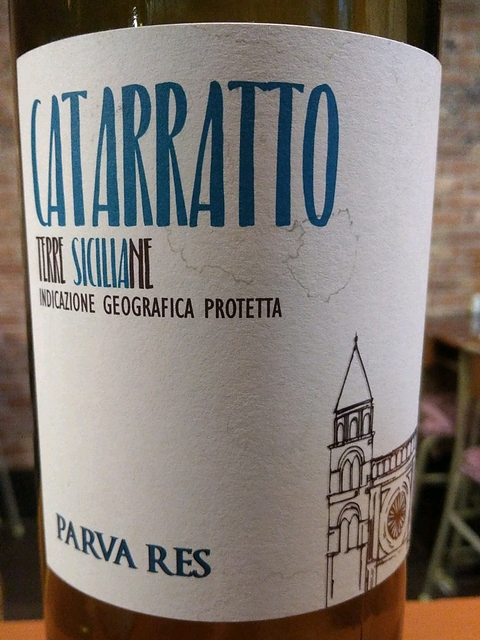 CATARRATTO
TERRE SICILIANE
INDICAZIONE GEOGRAFICA PROTETTA
PARVA RES